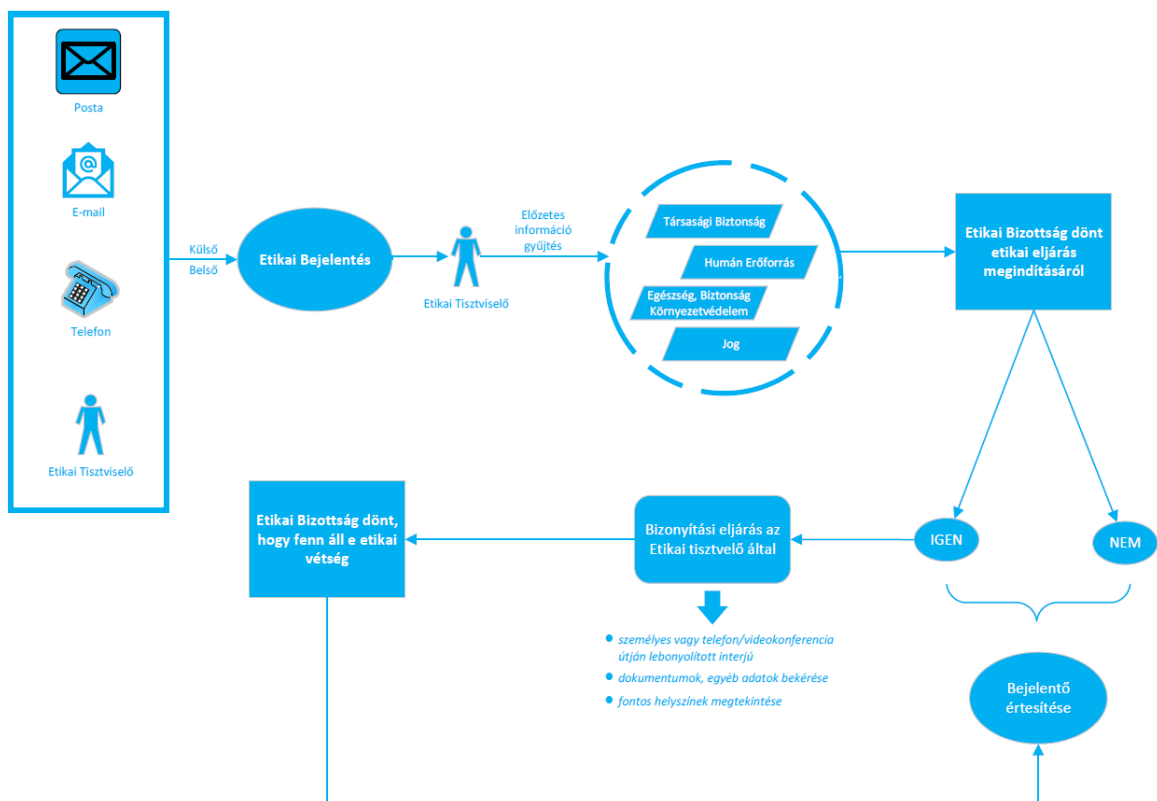 Posta
E-mail
Telefon
Etikai Tisztviselő
Külső
Belső
Etikai Bejelentés
Etikai Tisztviselő
Előzetes
információ
gyűjtés
Társasági Biztonság
Humán Erőforrás
Egészség, Biztonság
Környezetvédelem
Jog
Etikai Bizottság dönt
etikai eljárás
megindításáról
IGEN
NEM
Bizonyítási eljárás az
Etikai tisztvelő által
• személyes vagy telefon/videokonferencia
útján lebonyolított interjú
• dokumentumok, egyéb adatok bekérése
• fontos helyszínek megtekintése
Etikai Bizottság dönt,
hogy fenn áll e etikai
vétség
Bejelentő
értesítése